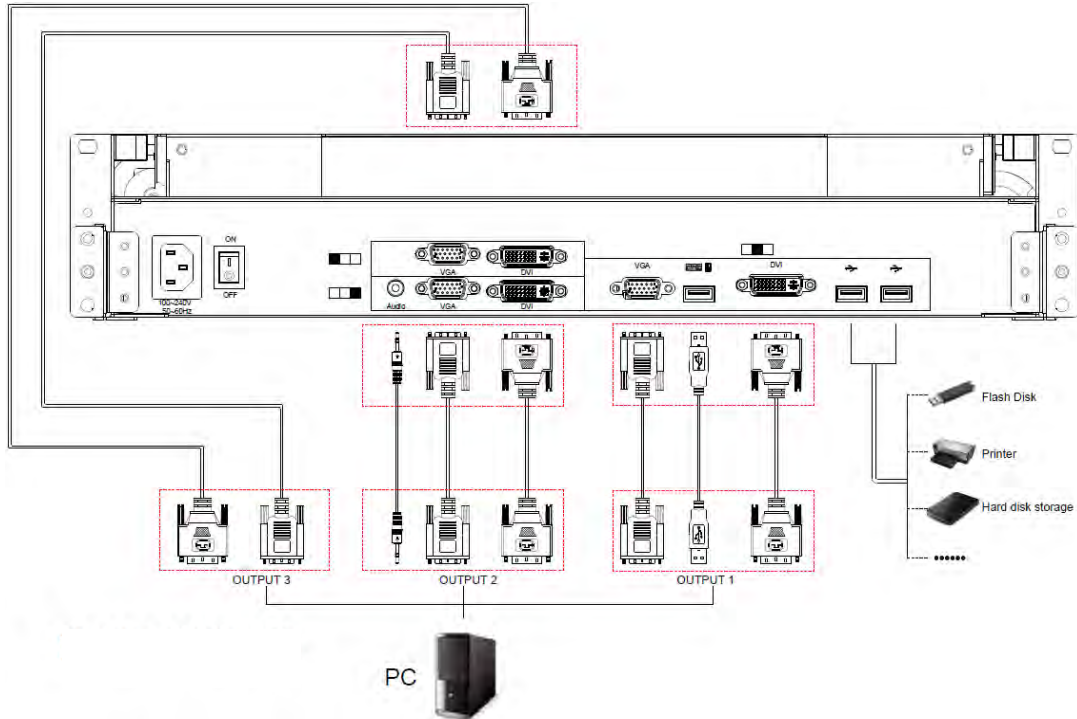 ON
OFF
100~240V
50~60Hz
VGA
DVI
Audio
VGA
DVI
VGA
DVI
Flash Disk
Printer
Hard disk storage
••••••
OUTPUT 3
OUTPUT 2
OUTPUT 1
PC